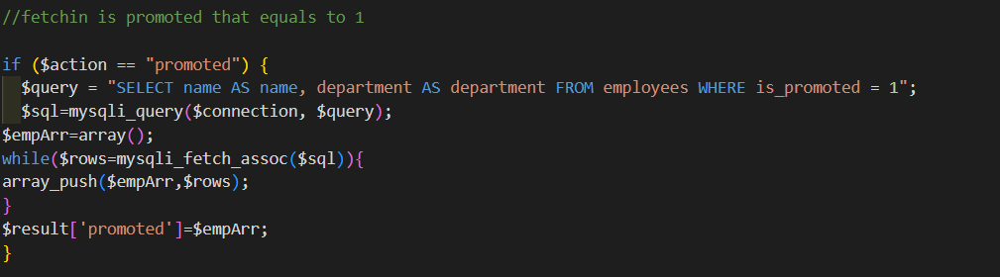 //fetchin is promoted that equals to 1
if ($action == "promoted") {
$query = "SELECT name AS name, department AS department FROM employees WHERE is_promoted = 1";
$sql=mysqli_query($connection, $query);
$empArr=array();
while($rows=mysqli_fetch_assoc($sql)){
array_push($empArr,$rows);
}
$result['promoted']=$empArr;
}